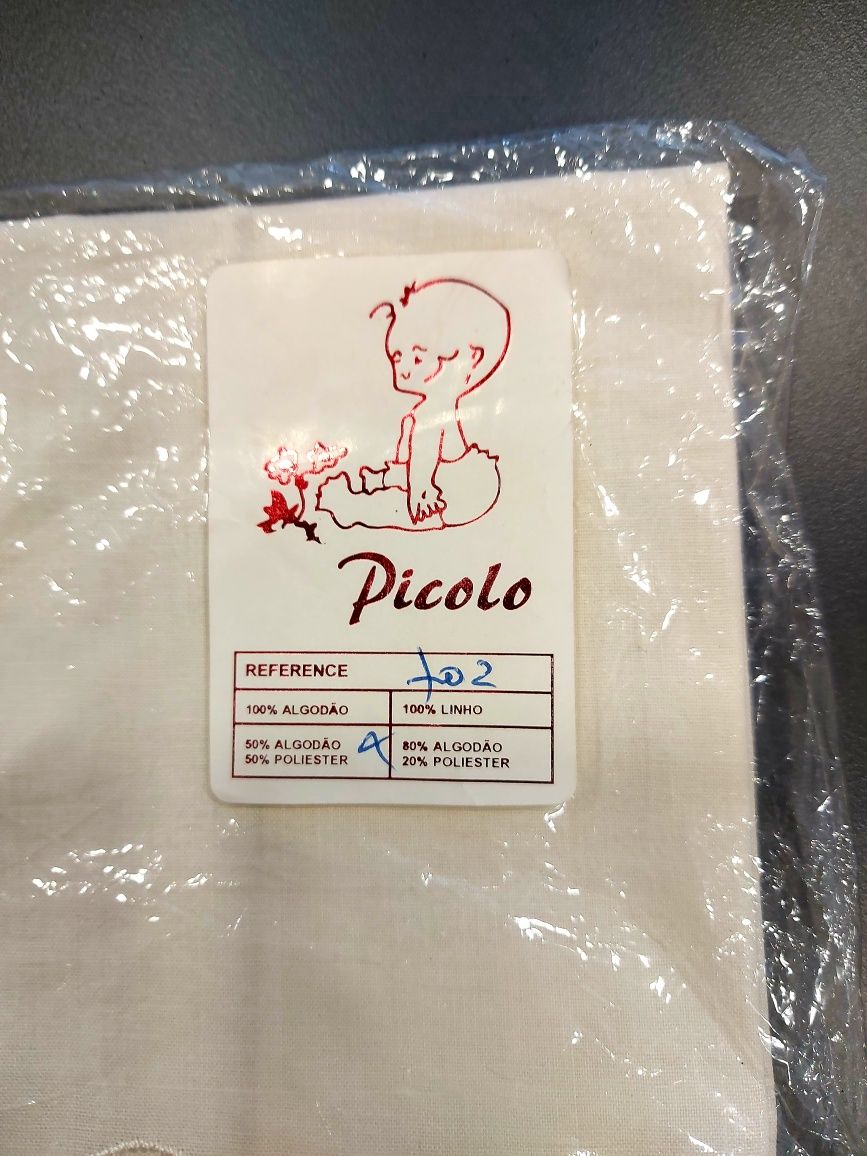 Picolo
REFERENCE 702
100% ALGODÃO 100% LINHO
50% ALGODÃO 80% ALGODÃO
50% POLIESTER 20% POLIESTER